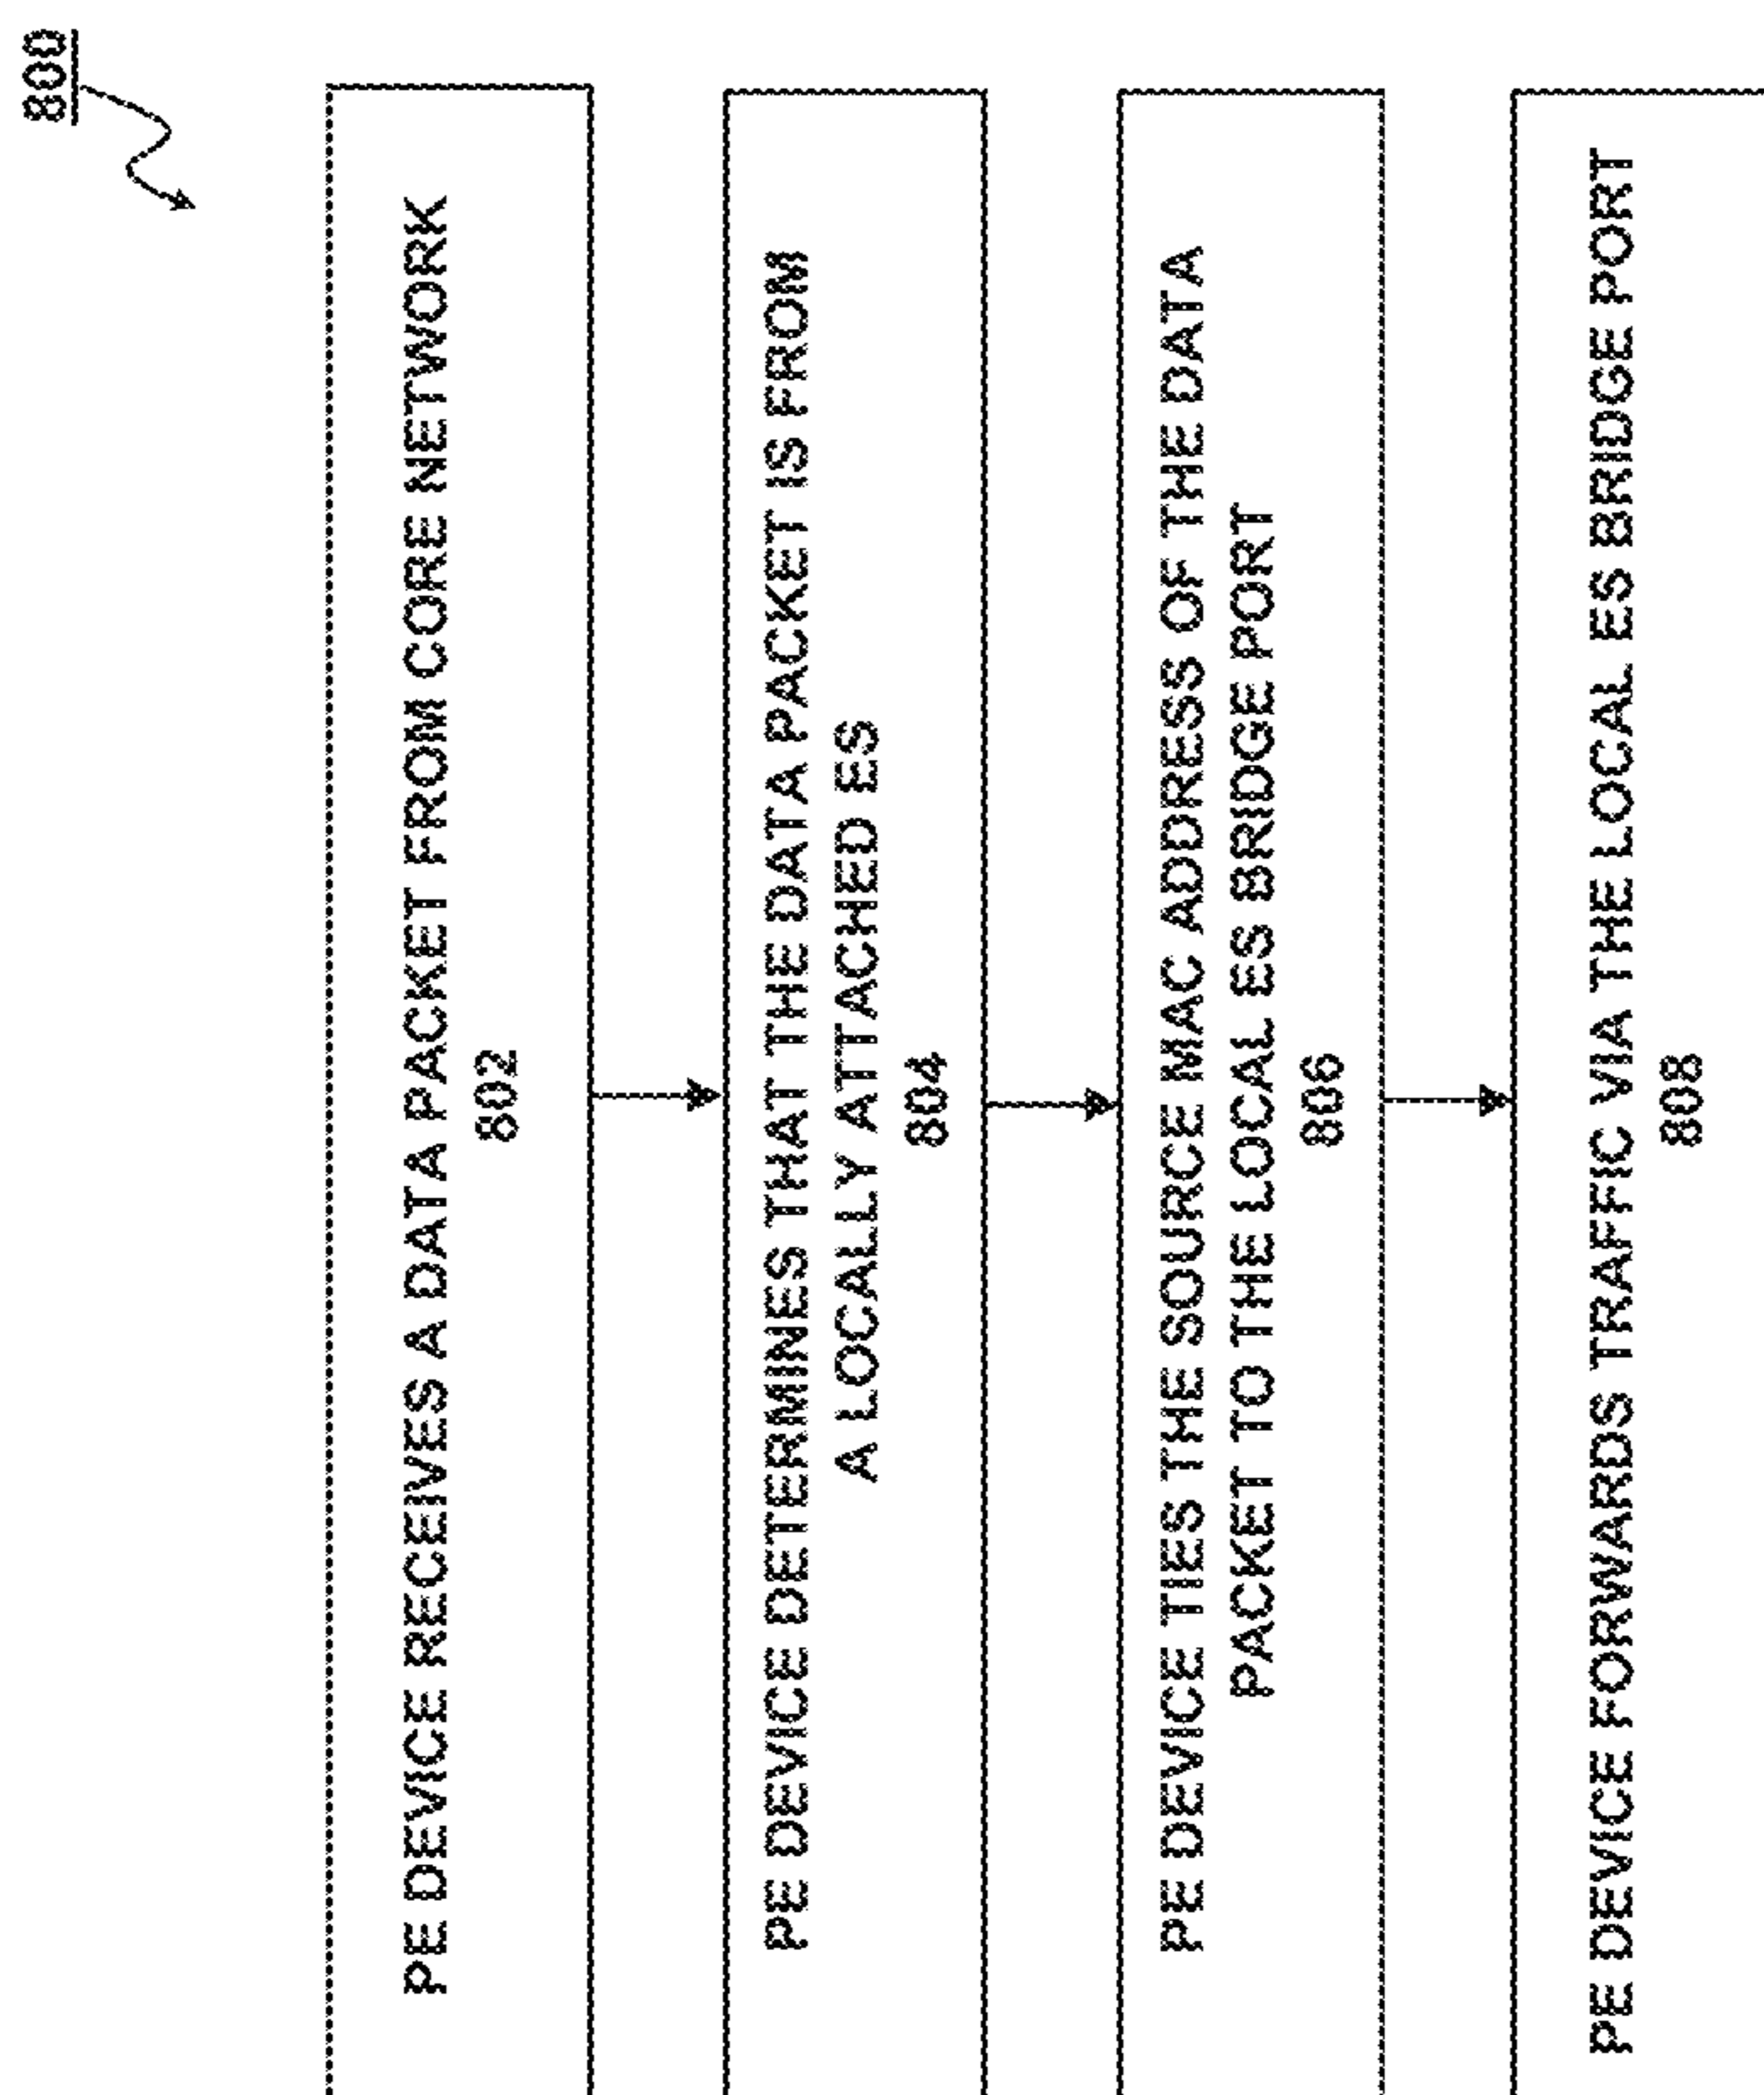 800
PE DEVICE RECEIVES A DATA PACKET FROM CORE NETWORK
802
PE DEVICE DETERMINES THAT THE DATA PACKET IS FROM
A LOCALLY ATTACHED ES
804
PE DEVICE TIES THE SOURCE MAC ADDRESS OF THE DATA
PACKET TO THE LOCAL ES BRIDGE PORT
806
PE DEVICE FORWARDS TRAFFIC VIA THE LOCAL ES BRIDGE PORT
808